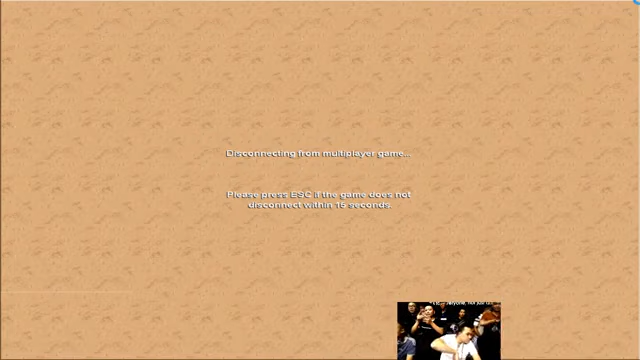 Disconnecting from multiplayer game...
Please press ESC if the game does not
disconnect within 15 seconds.